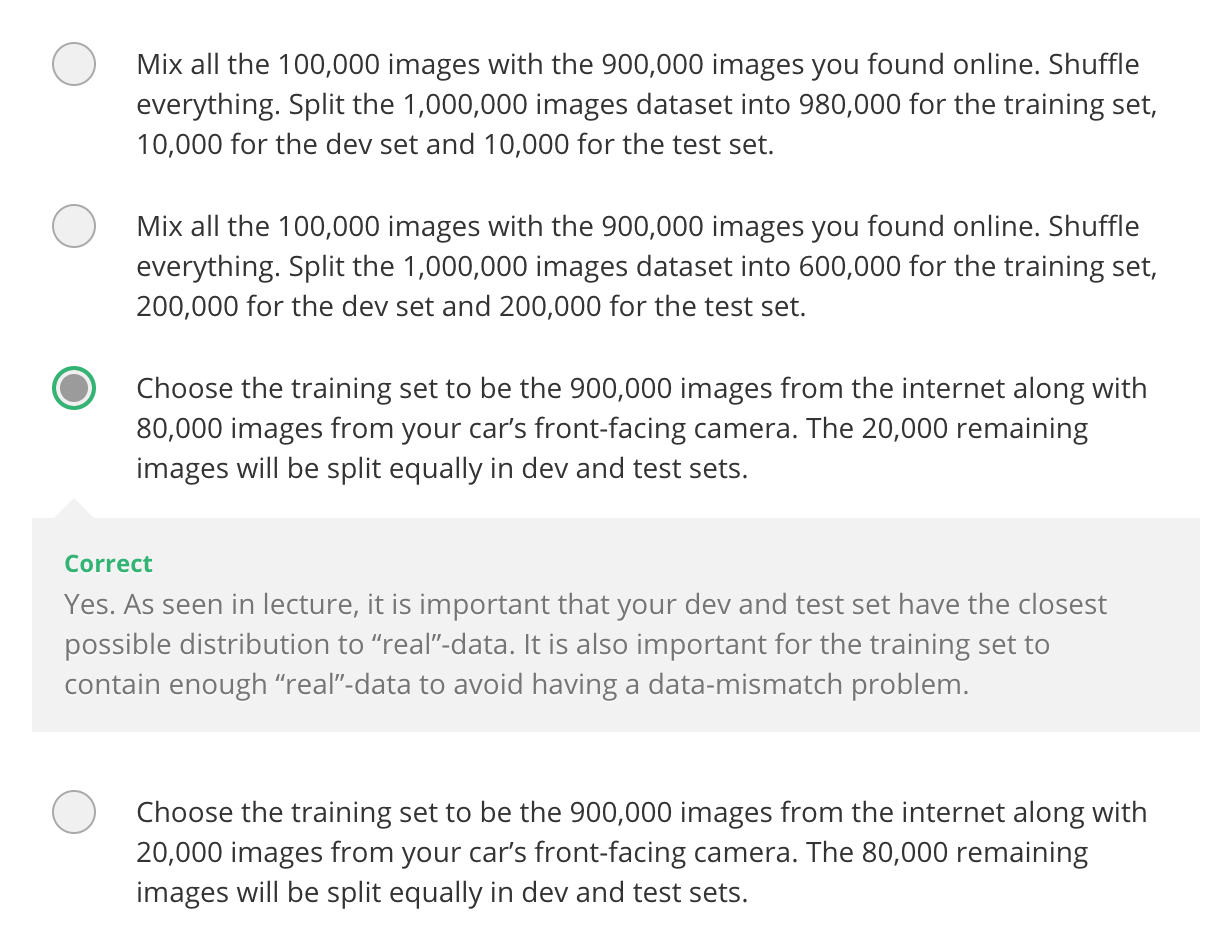 Mix all the 100,000 images with the 900,000 images you found online. Shuffle
everything. Split the 1,000,000 images dataset into 980,000 for the training set,
10,000 for the dev set and 10,000 for the test set.
Mix all the 100,000 images with the 900,000 images you found online. Shuffle
everything. Split the 1,000,000 images dataset into 600,000 for the training set,
200,000 for the dev set and 200,000 for the test set.
Choose the training set to be the 900,000 images from the internet along with
80,000 images from your car’s front-facing camera. The 20,000 remaining
images will be split equally in dev and test sets.
Correct
Yes. As seen in lecture, it is important that your dev and test set have the closest
possible distribution to “real”-data. It is also important for the training set to
contain enough “real”-data to avoid having a data-mismatch problem.
Choose the training set to be the 900,000 images from the internet along with
20,000 images from your car’s front-facing camera. The 80,000 remaining
images will be split equally in dev and test sets.